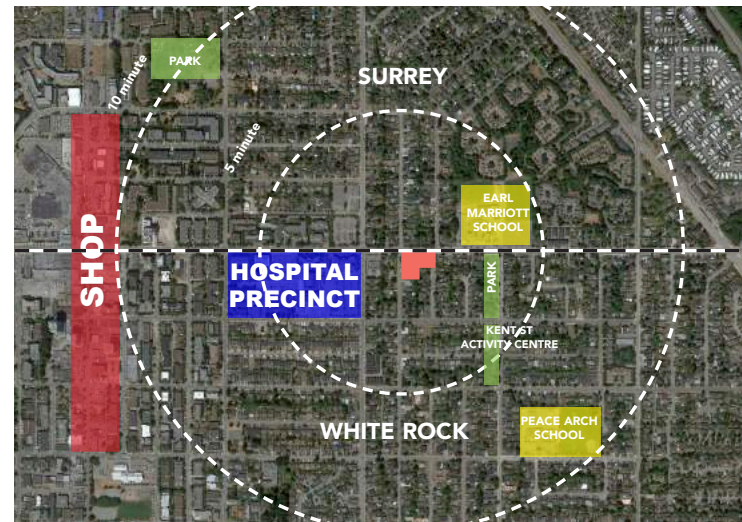 PARK
10 minute
SURREY
5 minute
EARL
MARRIOTT
SCHOOL
SHOP
HOSPITAL
PRECINCT
PARK
KENT ST
ACTIVITY CENTRE
WHITE ROCK
PEACE ARCH
SCHOOL